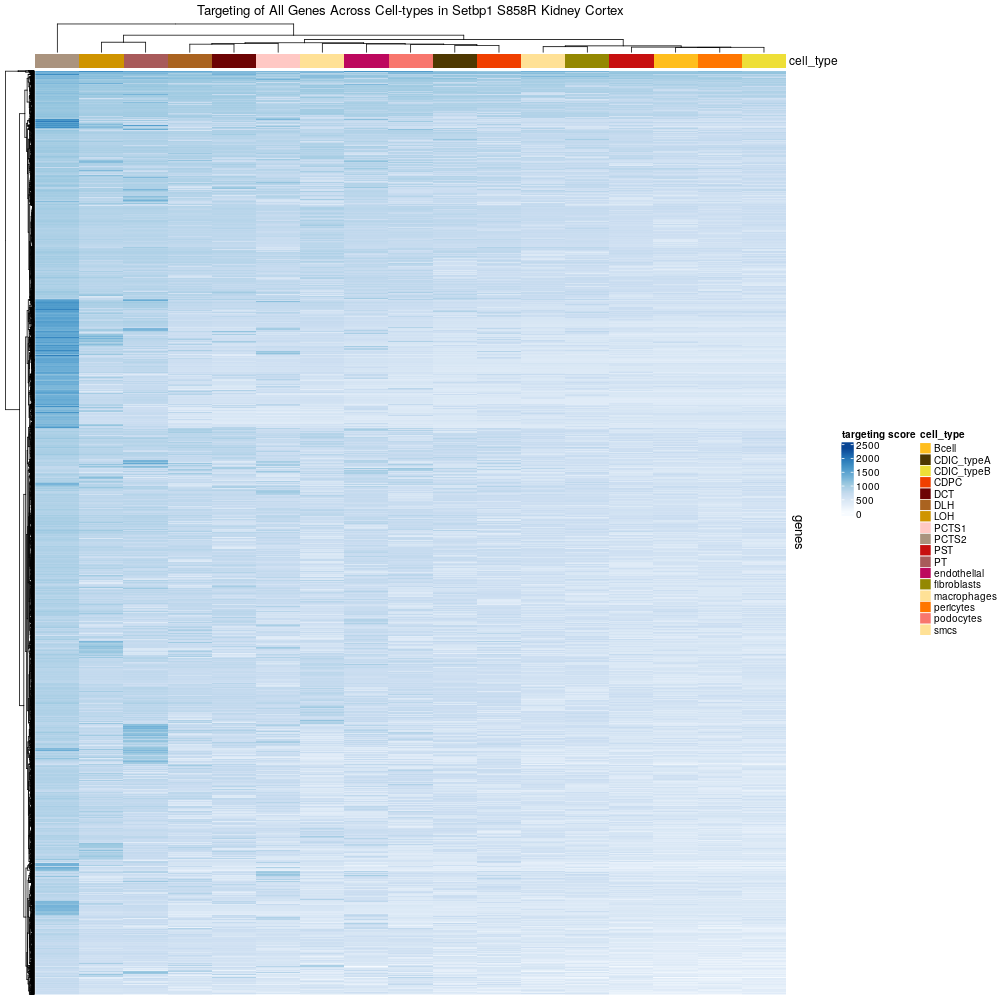 Targeting of All Genes Across Cell-types in Setbp1 S858R Kidney Cortex
cell_type
genes
targeting score
2500
2000
1500
1000
500
0
cell_type
Bcell
CDIC_typeA
CDIC_typeB
CDPC
DCT
DLH
LOH
PCTS1
PCTS2
PST
PT
endothelial
fibroblasts
macrophages
pericytes
podocytes
smcs